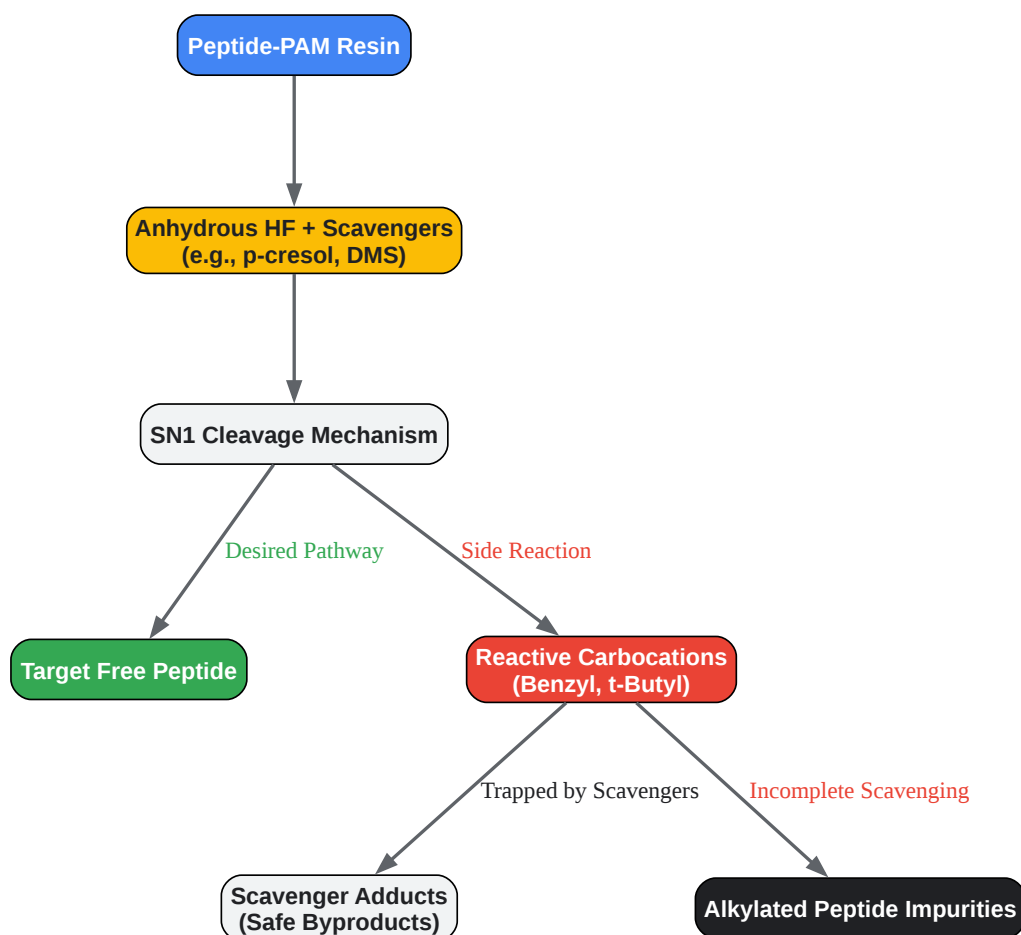 Peptide-PAM Resin
Anhydrous HF + Scavengers
(e.g., p-cresol, DMS)
SN1 Cleavage Mechanism
Desired Pathway
Side Reaction
Target Free Peptide
Reactive Carbocations
(Benzyl, t-Butyl)
Trapped by Scavengers
Incomplete Scavenging
Scavenger Adducts
(Safe Byproducts)
Alkylated Peptide Impurities